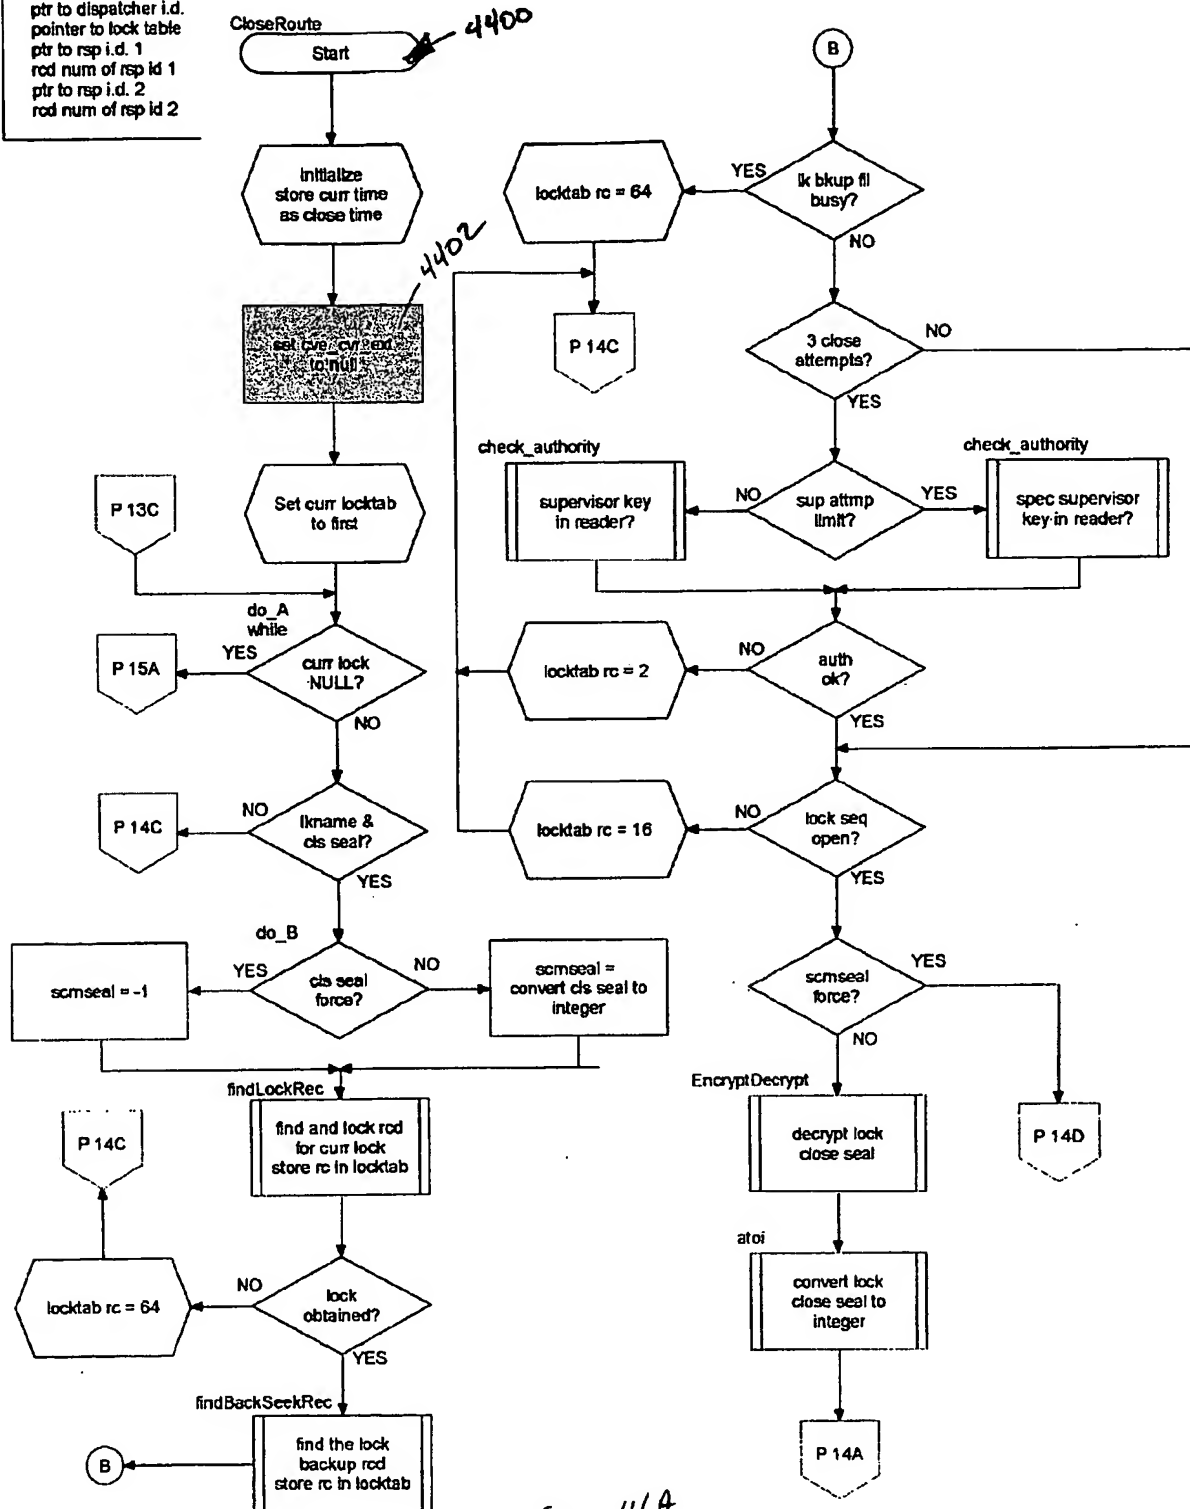 ptr to dispatcher i.d.
pointer to lock table
ptr to rsp i.d. 1
rcd num of rsp id 1
ptr to rsp i.d. 2
rcd num of rsp id 2
CloseRoute
Start
4400
initialize
store curr time
as close time
4402
to null
Set curr locktab
to first
P 13C
do_A
while
YES
curr lock
NULL?
P 15A
NO
NO
lkname &
cls seal?
P 14C
YES
do_B
YES
cls seal
force?
NO
scmseal = -1
scmseal =
convert cls seal to
integer
findLockRec
find and lock rcd
for curr lock
store rc in locktab
P 14C
NO
lock
obtained?
locktab rc = 64
YES
findBackSeekRec
find the lock
backup rcd
store rc in locktab
B
B
YES
lk bkup fil
busy?
locktab rc = 64
NO
P 14C
3 close
attempts?
NO
YES
check_authority
supervisor key
in reader?
NO
sup attmp
limit?
YES
check_authority
spec supervisor
key in reader?
NO
auth
ok?
locktab rc = 2
YES
NO
lock seq
open?
locktab rc = 16
YES
scmseal
force?
YES
NO
EncryptDecrypt
decrypt lock
close seal
P 14D
atoi
convert lock
close seal to
integer
P 14A